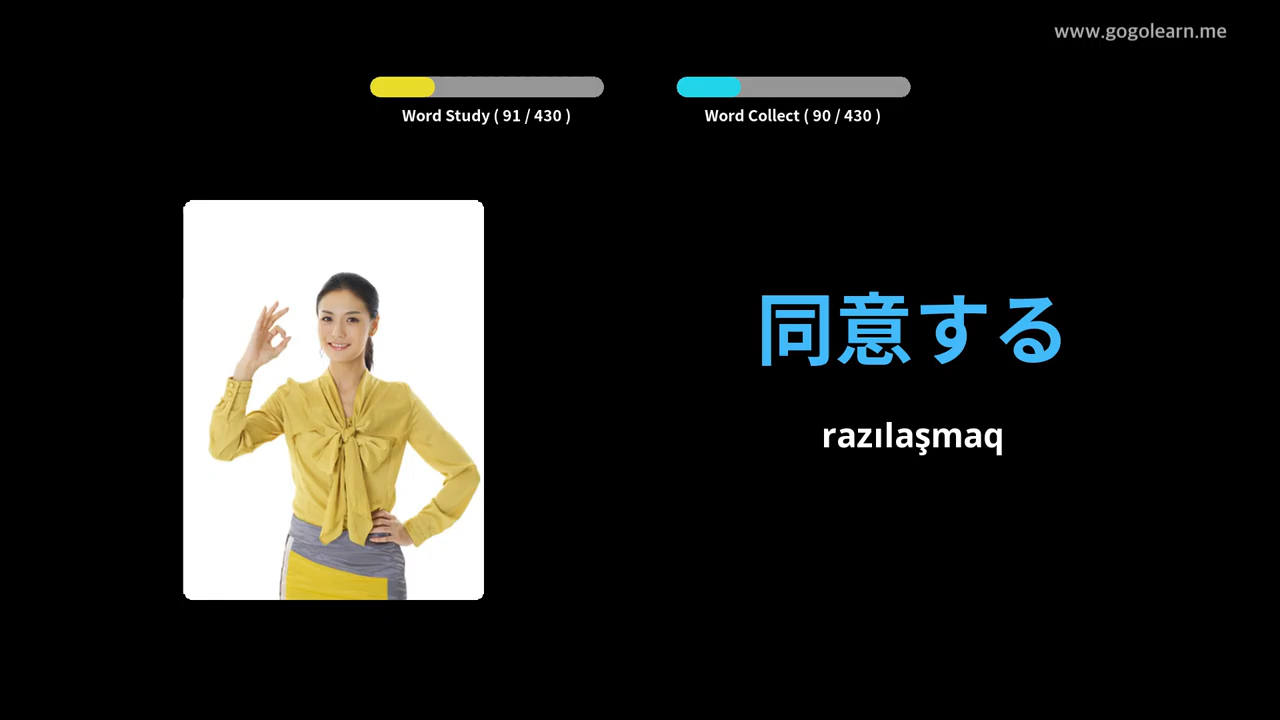 www.gogolearn.me
Word Study ( 91 / 430 )
Word Collect ( 90 / 430 )
同意する
razılaşmaq